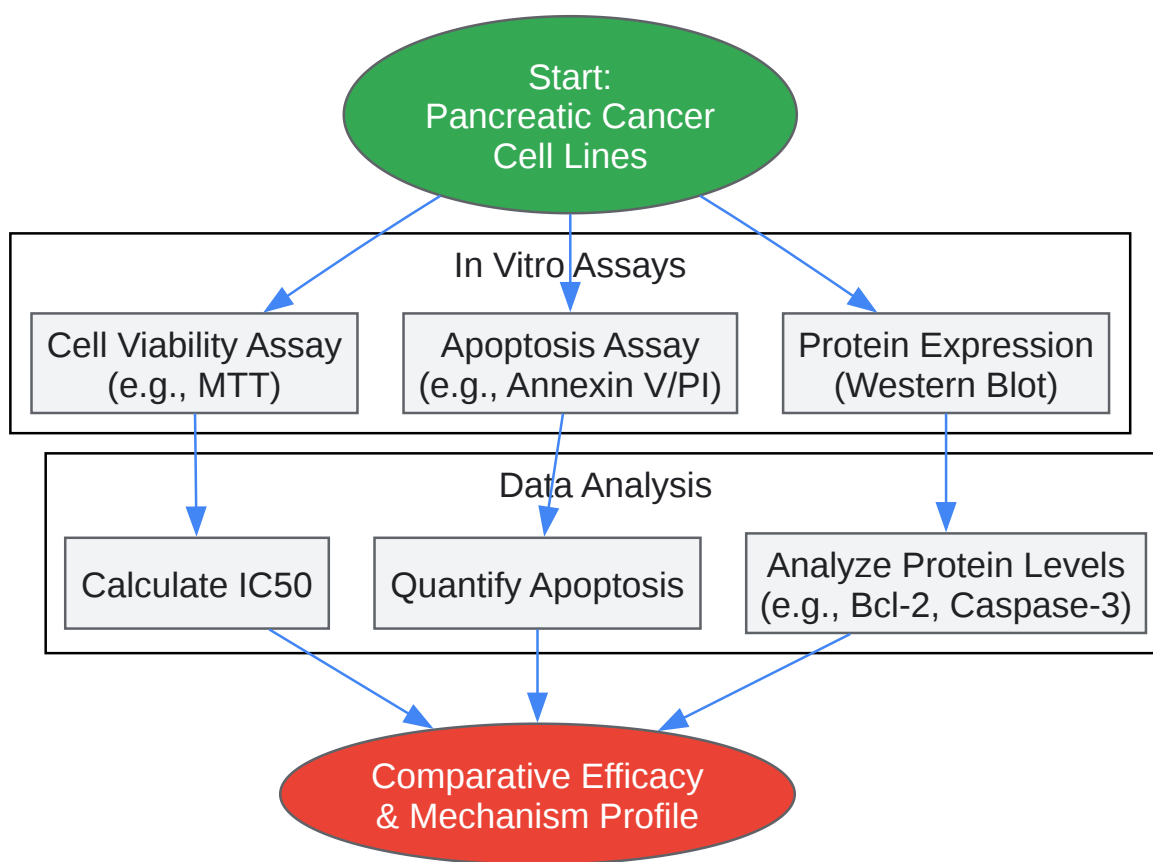 Start:
Pancreatic Cancer
Cell Lines
In Vitro Assays
Cell Viability Assay
(e.g., MTT)
Apoptosis Assay
(e.g., Annexin V/PI)
Protein Expression
(Western Blot)
Data Analysis
Calculate IC50
Quantify Apoptosis
Analyze Protein Levels
(e.g., Bcl-2, Caspase-3)
Comparative Efficacy
& Mechanism Profile